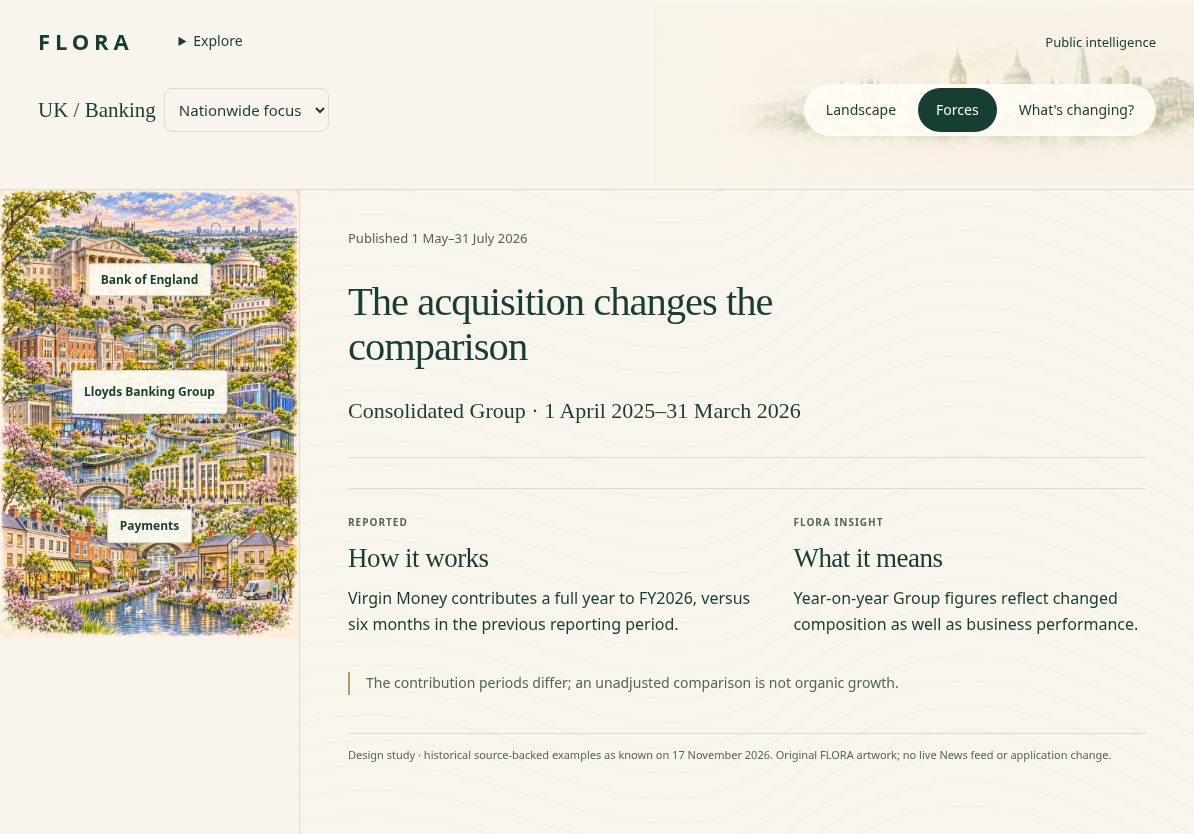 FLORA
Explore
Public intelligence
UK / Banking
Nationwide focus
Landscape
Forces
What's changing?
Bank of England
Lloyds Banking Group
Payments
Published 1 May–31 July 2026
The acquisition changes the
comparison
Consolidated Group · 1 April 2025–31 March 2026
REPORTED
How it works
Virgin Money contributes a full year to FY2026, versus
six months in the previous reporting period.
FLORA INSIGHT
What it means
Year-on-year Group figures reflect changed
composition as well as business performance.
The contribution periods differ; an unadjusted comparison is not organic growth.
Design study · historical source-backed examples as known on 17 November 2026. Original FLORA artwork; no live News feed or application change.